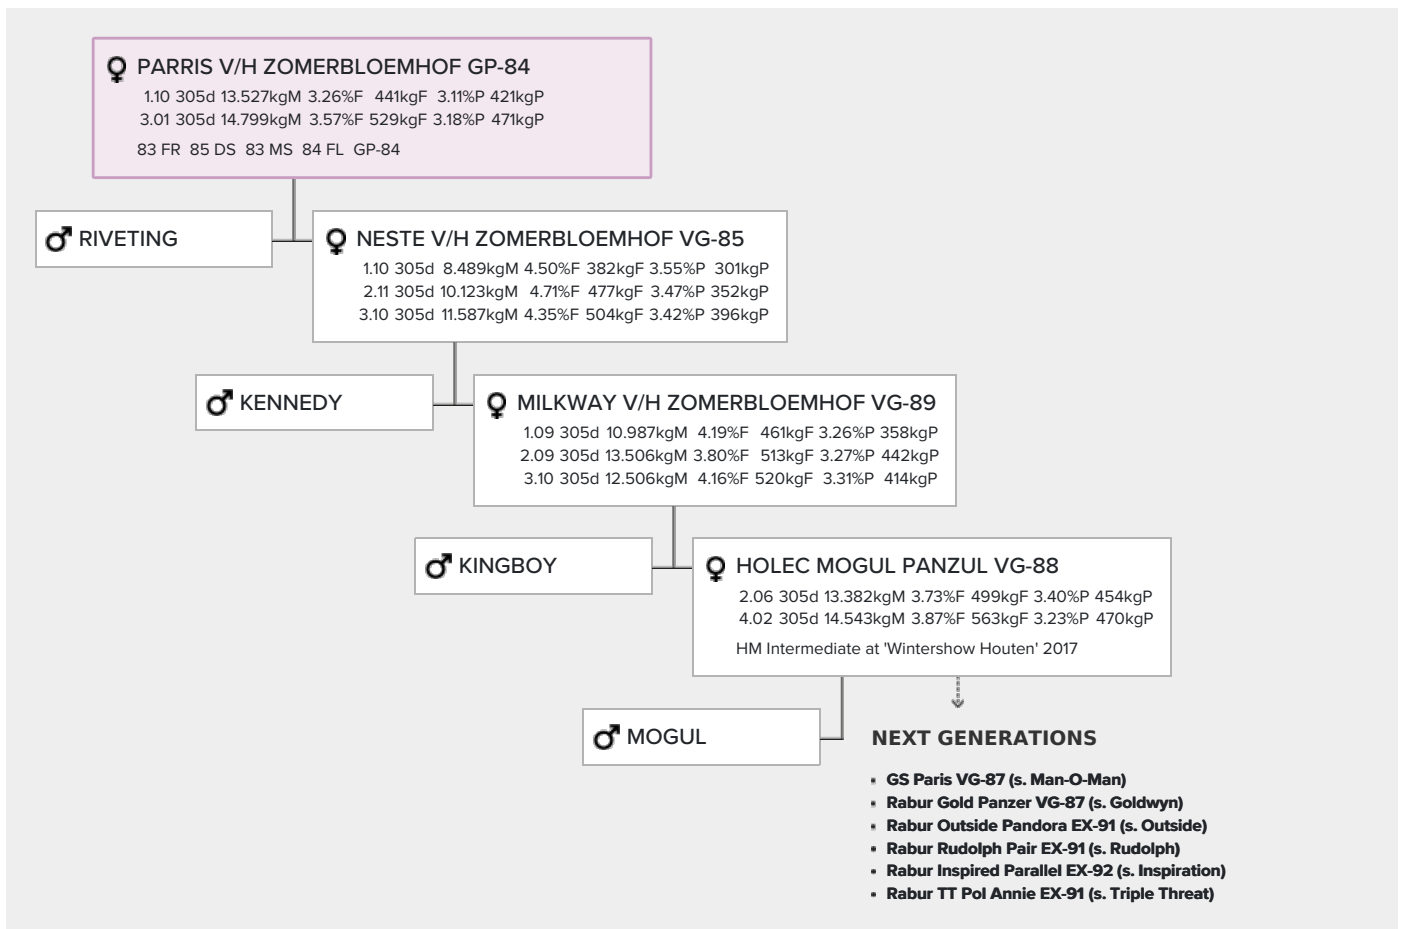 PARRIS V/H ZOMERBLOEMHOF GP-84
1.10 305d 13.527kgM 3.26%F 441kgF 3.11%P 421kgP
3.01 305d 14.799kgM 3.57%F 529kgF 3.18%P 471kgP
83 FR 85 DS 83 MS 84 FL GP-84
RIVETING
NESTE V/H ZOMERBLOEMHOF VG-85
1.10 305d 8.489kgM 4.50%F 382kgF 3.55%P 301kgP
2.11 305d 10.123kgM 4.71%F 477kgF 3.47%P 352kgP
3.10 305d 11.587kgM 4.35%F 504kgF 3.42%P 396kgP
KENNEDY
MILKWAY V/H ZOMERBLOEMHOF VG-89
1.09 305d 10.987kgM 4.19%F 461kgF 3.26%P 358kgP
2.09 305d 13.506kgM 3.80%F 513kgF 3.27%P 442kgP
3.10 305d 12.506kgM 4.16%F 520kgF 3.31%P 414kgP
KINGBOY
HOLEC MOGUL PANZUL VG-88
2.06 305d 13.382kgM 3.73%F 499kgF 3.40%P 454kgP
4.02 305d 14.543kgM 3.87%F 563kgF 3.23%P 470kgP
HM Intermediate at 'Wintershow Houten' 2017
MOGUL
NEXT GENERATIONS
GS Paris VG-87 (s. Man-O-Man)
Rabur Gold Panzer VG-87 (s. Goldwyn)
Rabur Outside Pandora EX-91 (s. Outside)
Rabur Rudolph Pair EX-91 (s. Rudolph)
Rabur Inspired Parallel EX-92 (s. Inspiration)
Rabur TT Pol Annie EX-91 (s. Triple Threat)